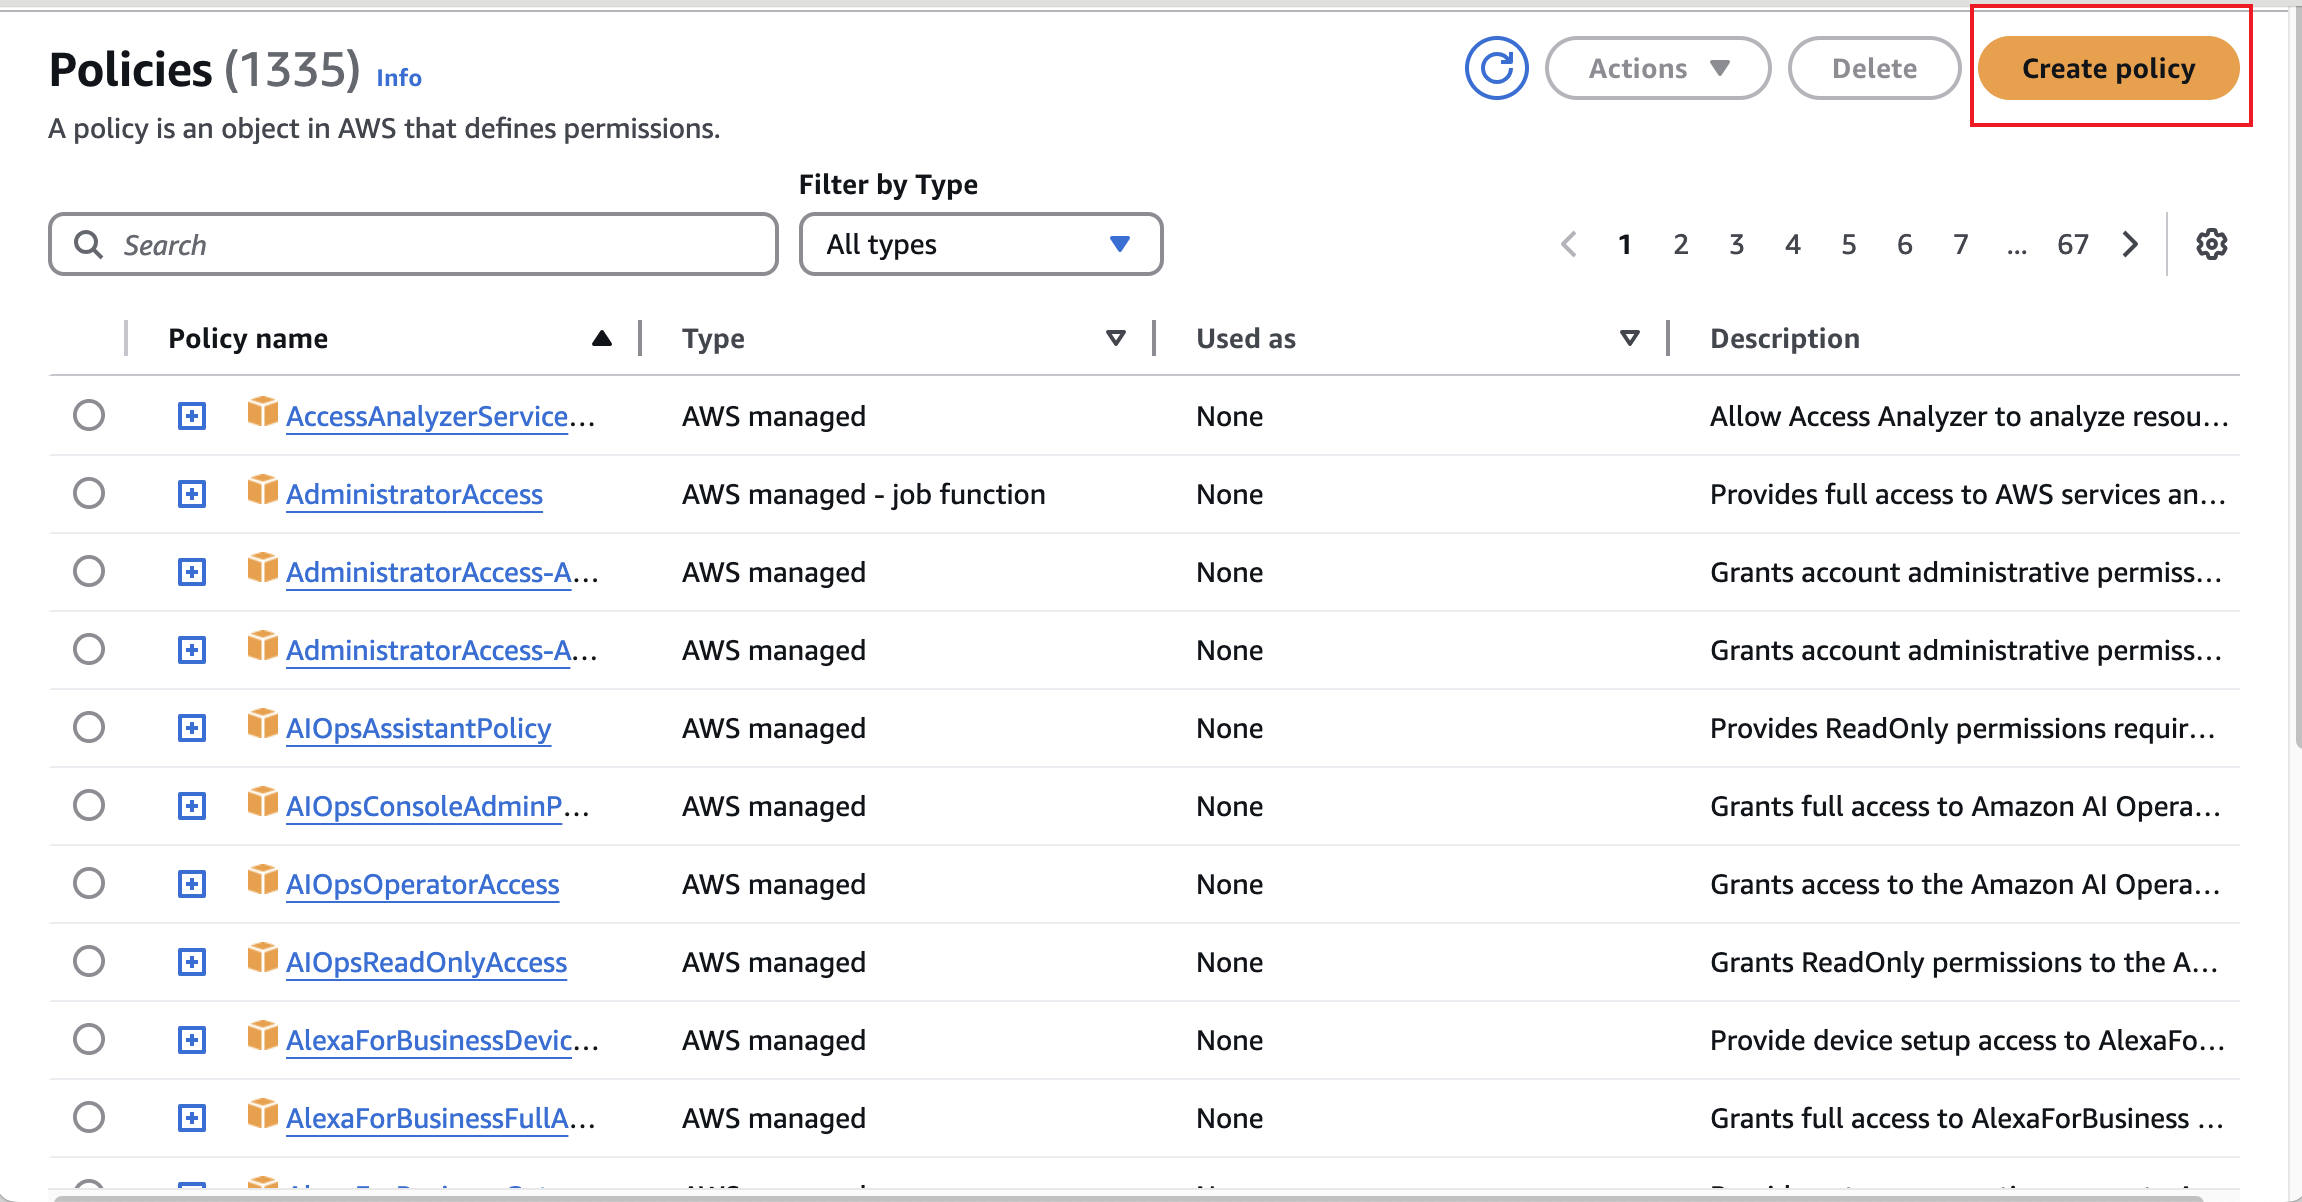 Policies (1335) Info
Actions Delete Create policy
A policy is an object in AWS that defines permissions.
Filter by Type
Search All types 1 2 3 4 5 6 7 ... 67
Policy name Type Used as Description
AccessAnalyzerService... AWS managed None Allow Access Analyzer to analyze resou...
AdministratorAccess AWS managed - job function None Provides full access to AWS services an...
AdministratorAccess-A... AWS managed None Grants account administrative permiss...
AdministratorAccess-A... AWS managed None Grants account administrative permiss...
AIOpsAssistantPolicy AWS managed None Provides ReadOnly permissions requir...
AIOpsConsoleAdminP... AWS managed None Grants full access to Amazon AI Opera...
AIOpsOperatorAccess AWS managed None Grants access to the Amazon AI Opera...
AIOpsReadOnlyAccess AWS managed None Grants ReadOnly permissions to the A...
AlexaForBusinessDevic... AWS managed None Provide device setup access to AlexaFo...
AlexaForBusinessFullA... AWS managed None Grants full access to AlexaForBusiness ...